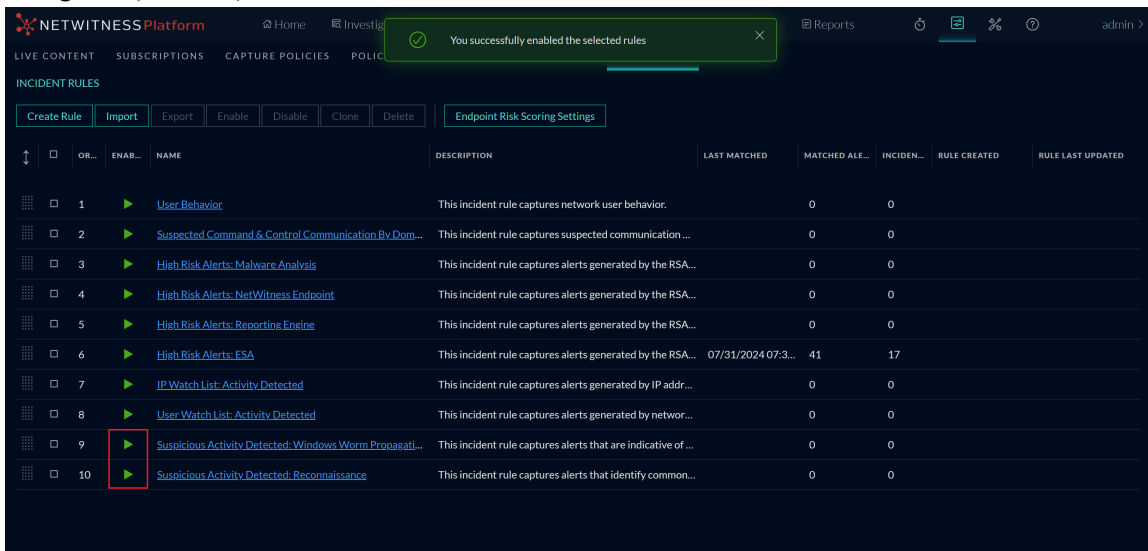 NETWITNESS Platform Home Investig Reports admin >
You successfully enabled the selected rules
LIVE CONTENT SUBSCRIPTIONS CAPTURE POLICIES POLIC
INCIDENT RULES
Create Rule Import Export Enable Disable Clone Delete Endpoint Risk Scoring Settings
OR... ENAB... NAME DESCRIPTION LAST MATCHED MATCHED ALE... INCIDEN... RULE CREATED RULE LAST UPDATED
1 User Behavior This incident rule captures network user behavior. 0 0
2 Suspected Command & Control Communication By Dom... This incident rule captures suspected communication ... 0 0
3 High Risk Alerts: Malware Analysis This incident rule captures alerts generated by the RSA... 0 0
4 High Risk Alerts: NetWitness Endpoint This incident rule captures alerts generated by the RSA... 0 0
5 High Risk Alerts: Reporting Engine This incident rule captures alerts generated by the RSA... 0 0
6 High Risk Alerts: ESA This incident rule captures alerts generated by the RSA... 07/31/2024 07:3... 41 17
7 IP Watch List: Activity Detected This incident rule captures alerts generated by IP addr... 0 0
8 User Watch List: Activity Detected This incident rule captures alerts generated by networ... 0 0
9 Suspicious Activity Detected: Windows Worm Propagati... This incident rule captures alerts that are indicative of ... 0 0
10 Suspicious Activity Detected: Reconnaissance This incident rule captures alerts that identify common... 0 0